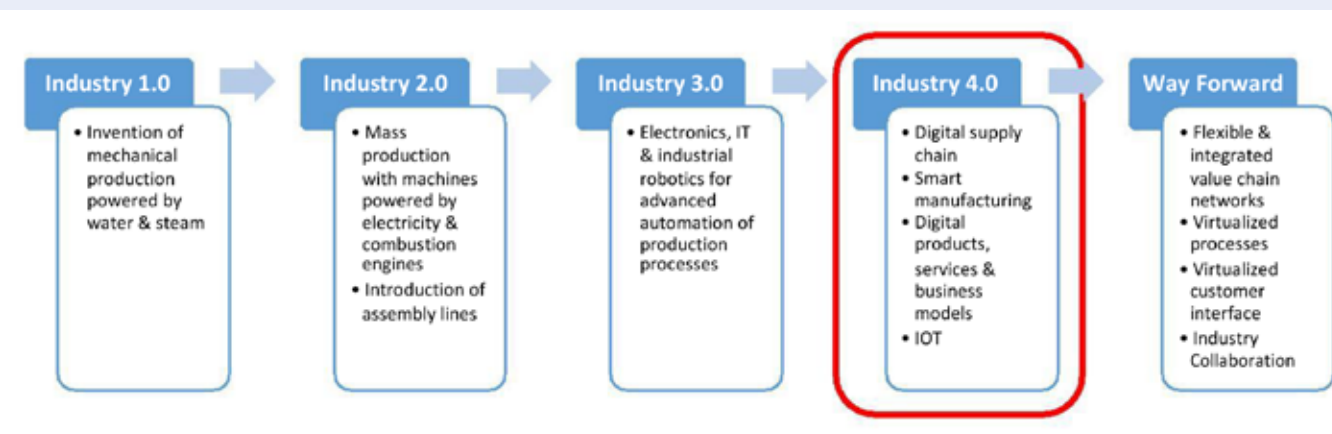 Industry 1.0
• Invention of
mechanical
production
powered by
water & steam
Industry 2.0
• Mass
production
with machines
powered by
electricity &
combustion
engines
• Introduction of
assembly lines
Industry 3.0
• Electronics, IT
& industrial
robotics for
advanced
automation of
production
processes
Industry 4.0
• Digital supply
chain
• Smart
manufacturing
• Digital
products,
services &
business
models
• IOT
Way Forward
• Flexible &
integrated
value chain
networks
• Virtualized
processes
• Virtualized
customer
interface
• Industry
Collaboration